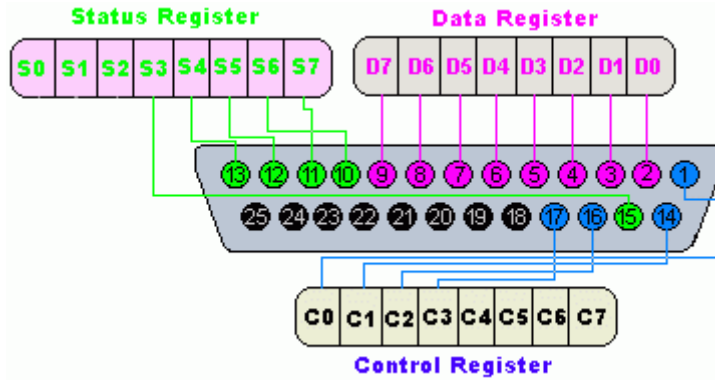 Status Register Data Register
S0 S1 S2 S3 S4 S5 S6 S7 D7 D6 D5 D4 D3 D2 D1 D0
13 12 11 10 9 8 7 6 5 4 3 2 1
25 24 23 22 21 20 19 18 17 16 15 14
C0 C1 C2 C3 C4 C5 C6 C7
Control Register